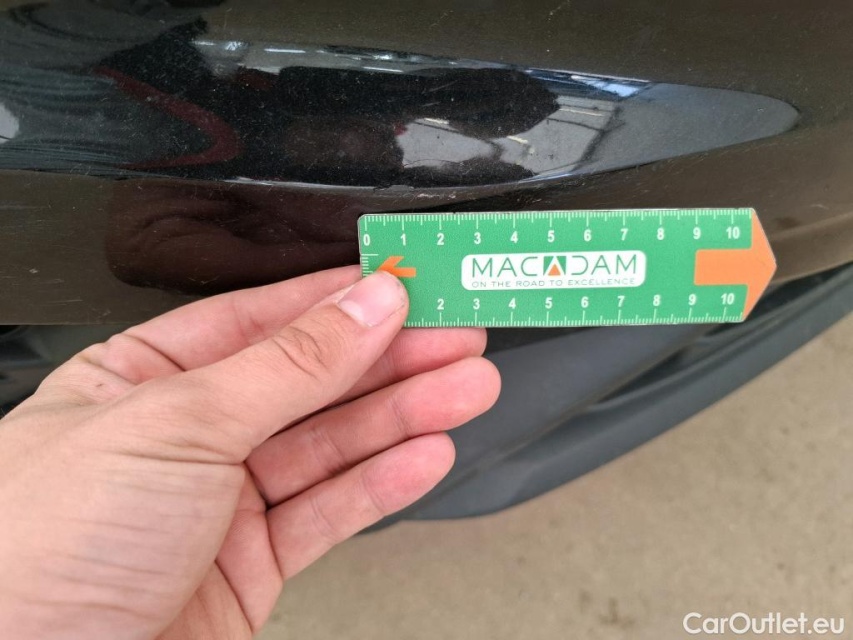 0 1 2 3 4 5 6 7 8 9 10
MACADAM
ON THE ROAD TO EXCELLENCE
2 3 4 5 6 7 8 9 10
CarOutlet.eu